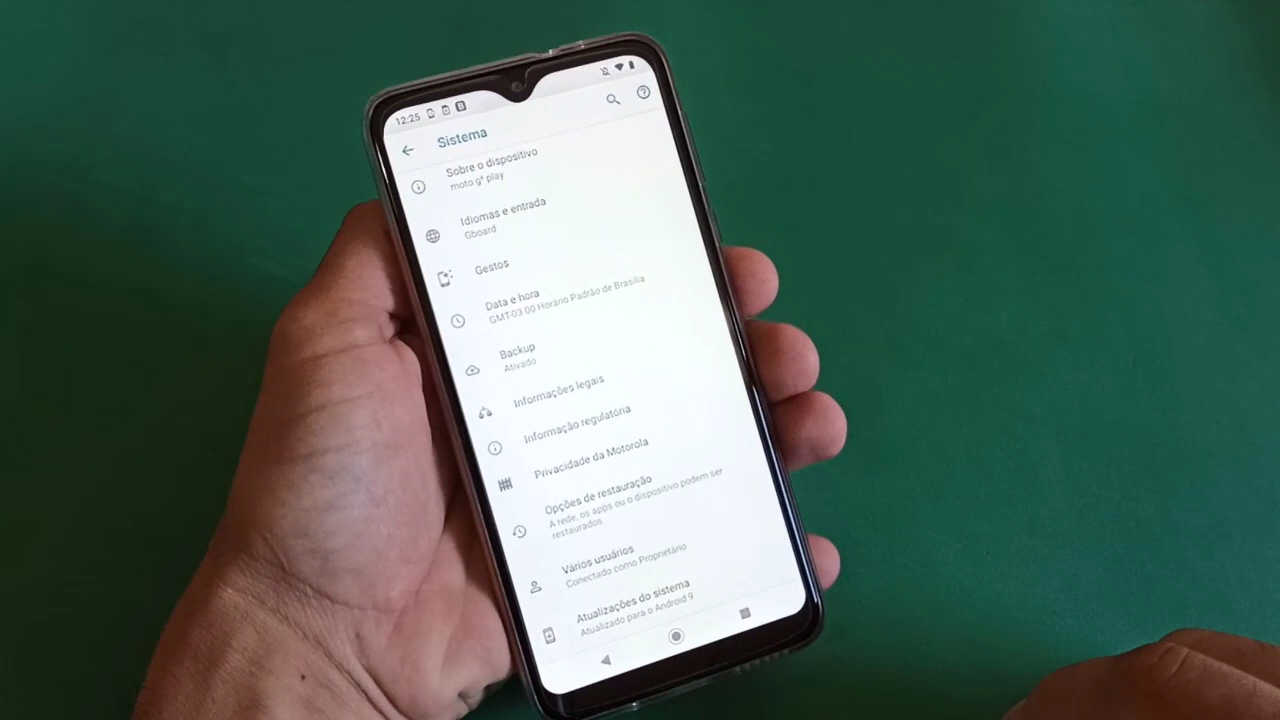 12:25
Sistema
Sobre o dispositivo
moto g⁸ play
Idiomas e entrada
Gboard
Gestos
Data e hora
GMT-03:00 Horário Padrão de Brasília
Backup
Ativado
Informações legais
Informação regulatória
Privacidade da Motorola
Opções de restauração
A rede, os apps ou o dispositivo podem ser
restaurados
Vários usuários
Conectado como Proprietário
Atualizações do sistema
Atualizado para o Android 9